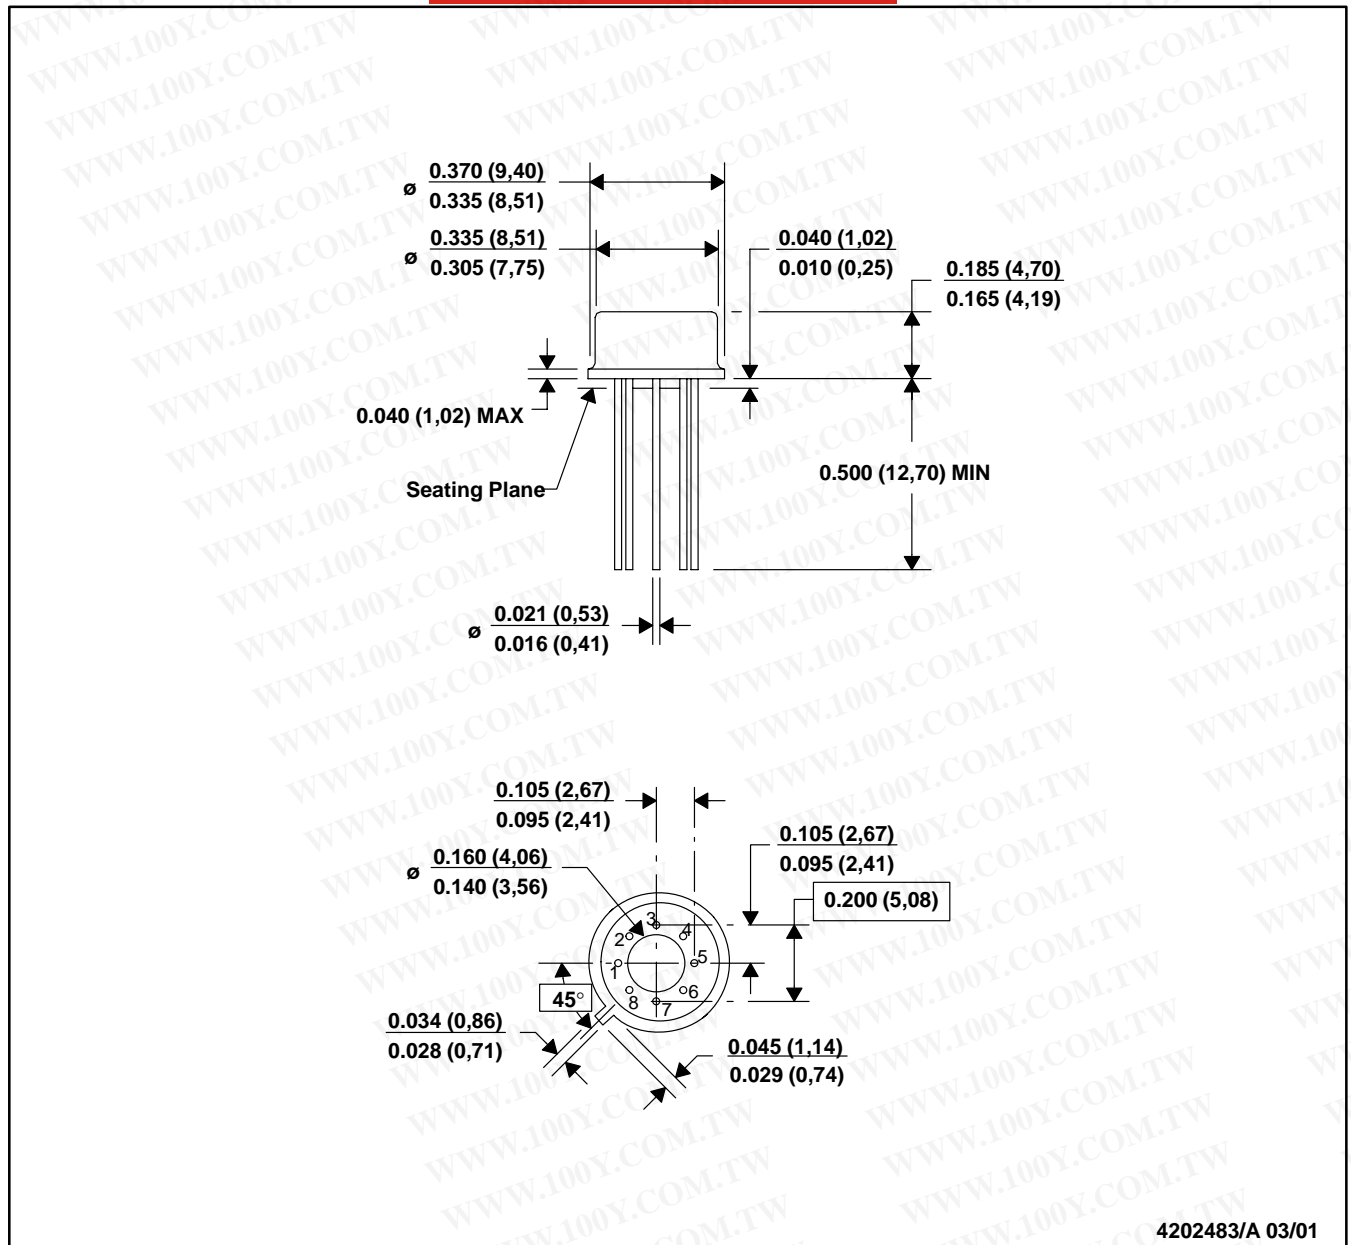 WWW.100Y.COM.TW
ø 0.370 (9,40)
0.335 (8,51)
ø 0.335 (8,51)
0.305 (7,75)
0.040 (1,02)
0.010 (0,25)
0.185 (4,70)
0.165 (4,19)
0.040 (1,02) MAX
Seating Plane
0.500 (12,70) MIN
ø 0.021 (0,53)
0.016 (0,41)
0.105 (2,67)
0.095 (2,41)
ø 0.160 (4,06)
0.140 (3,56)
0.105 (2,67)
0.095 (2,41)
0.200 (5,08)
3
2
4
1
5
8
6
7
45°
0.034 (0,86)
0.028 (0,71)
0.045 (1,14)
0.029 (0,74)
4202483/A 03/01